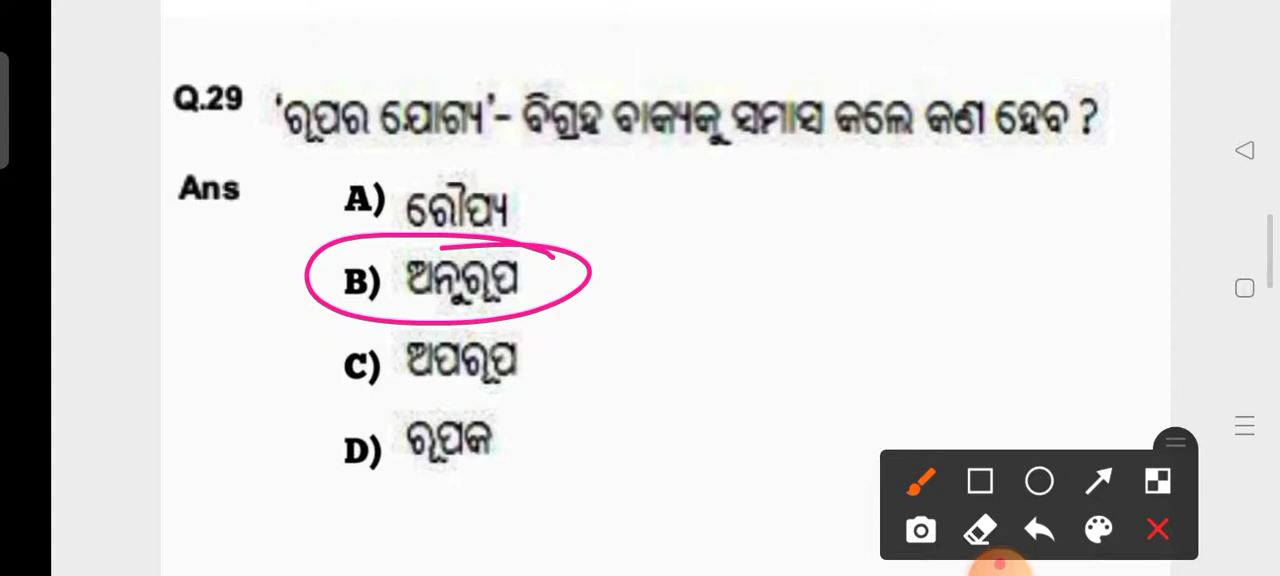 Q.29 'ରୂପର ଯୋଗ୍ୟ'- ବିଗ୍ରହ ବାକ୍ୟକୁ ସମାସ କଲେ କଣ ହେବ ?
Ans A) ରୌପ୍ୟ
B) ଅନୁରୂପ
C) ଅପରୂପ
D) ରୂପକ